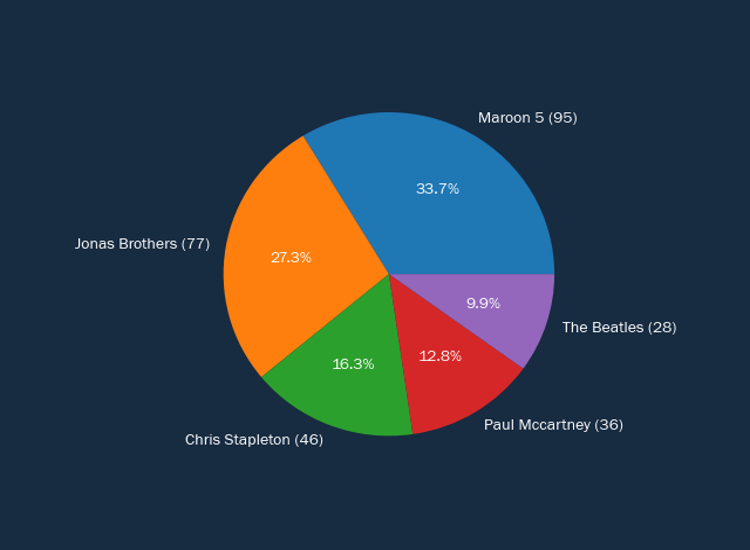 Maroon 5 (95)
33.7%
Jonas Brothers (77)
27.3%
9.9%
The Beatles (28)
12.8%
16.3%
Paul Mccartney (36)
Chris Stapleton (46)